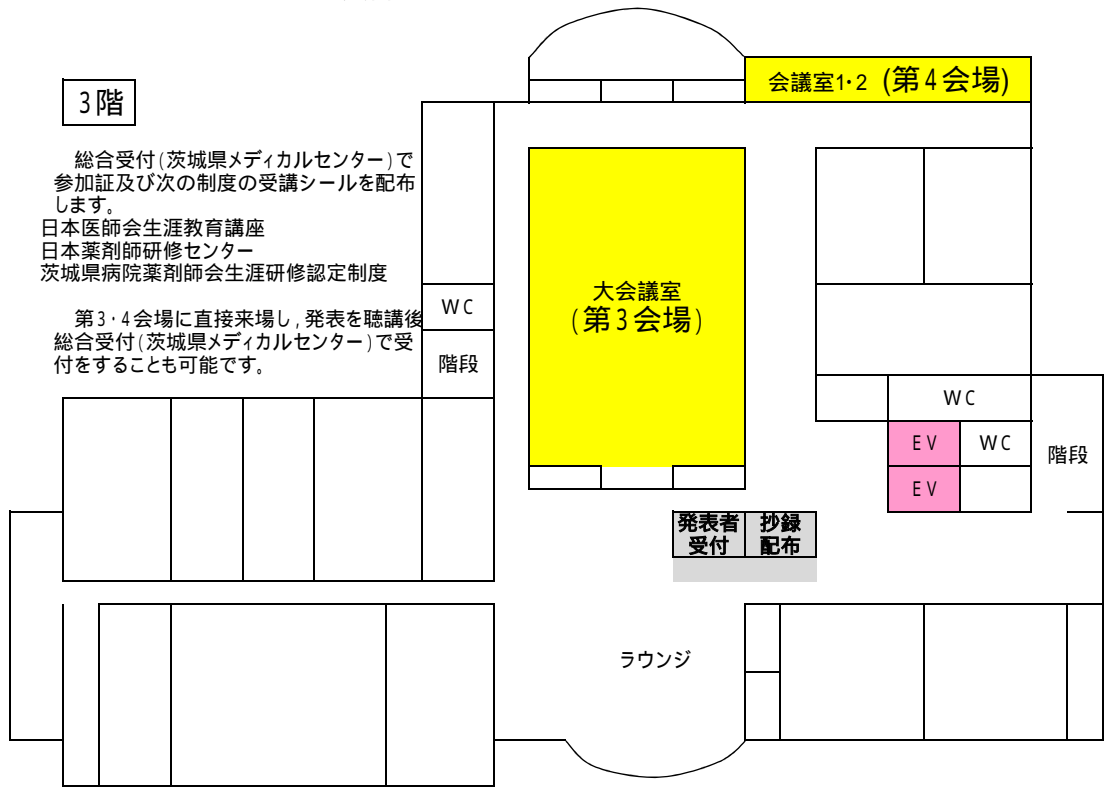 会議室1・2 (第4会場)
3階
総合受付(茨城県メディカルセンター)で
参加証及び次の制度の受講シールを配布
します。
日本医師会生涯教育講座
日本薬剤師研修センター
茨城県病院薬剤師会生涯研修認定制度
第3・4会場に直接来場し,発表を聴講後
総合受付(茨城県メディカルセンター)で受
付をすることも可能です。
WC
階段
大会議室
(第3会場)
WC
EV
WC
階段
EV
発表者
受付
抄録
配布
ラウンジ